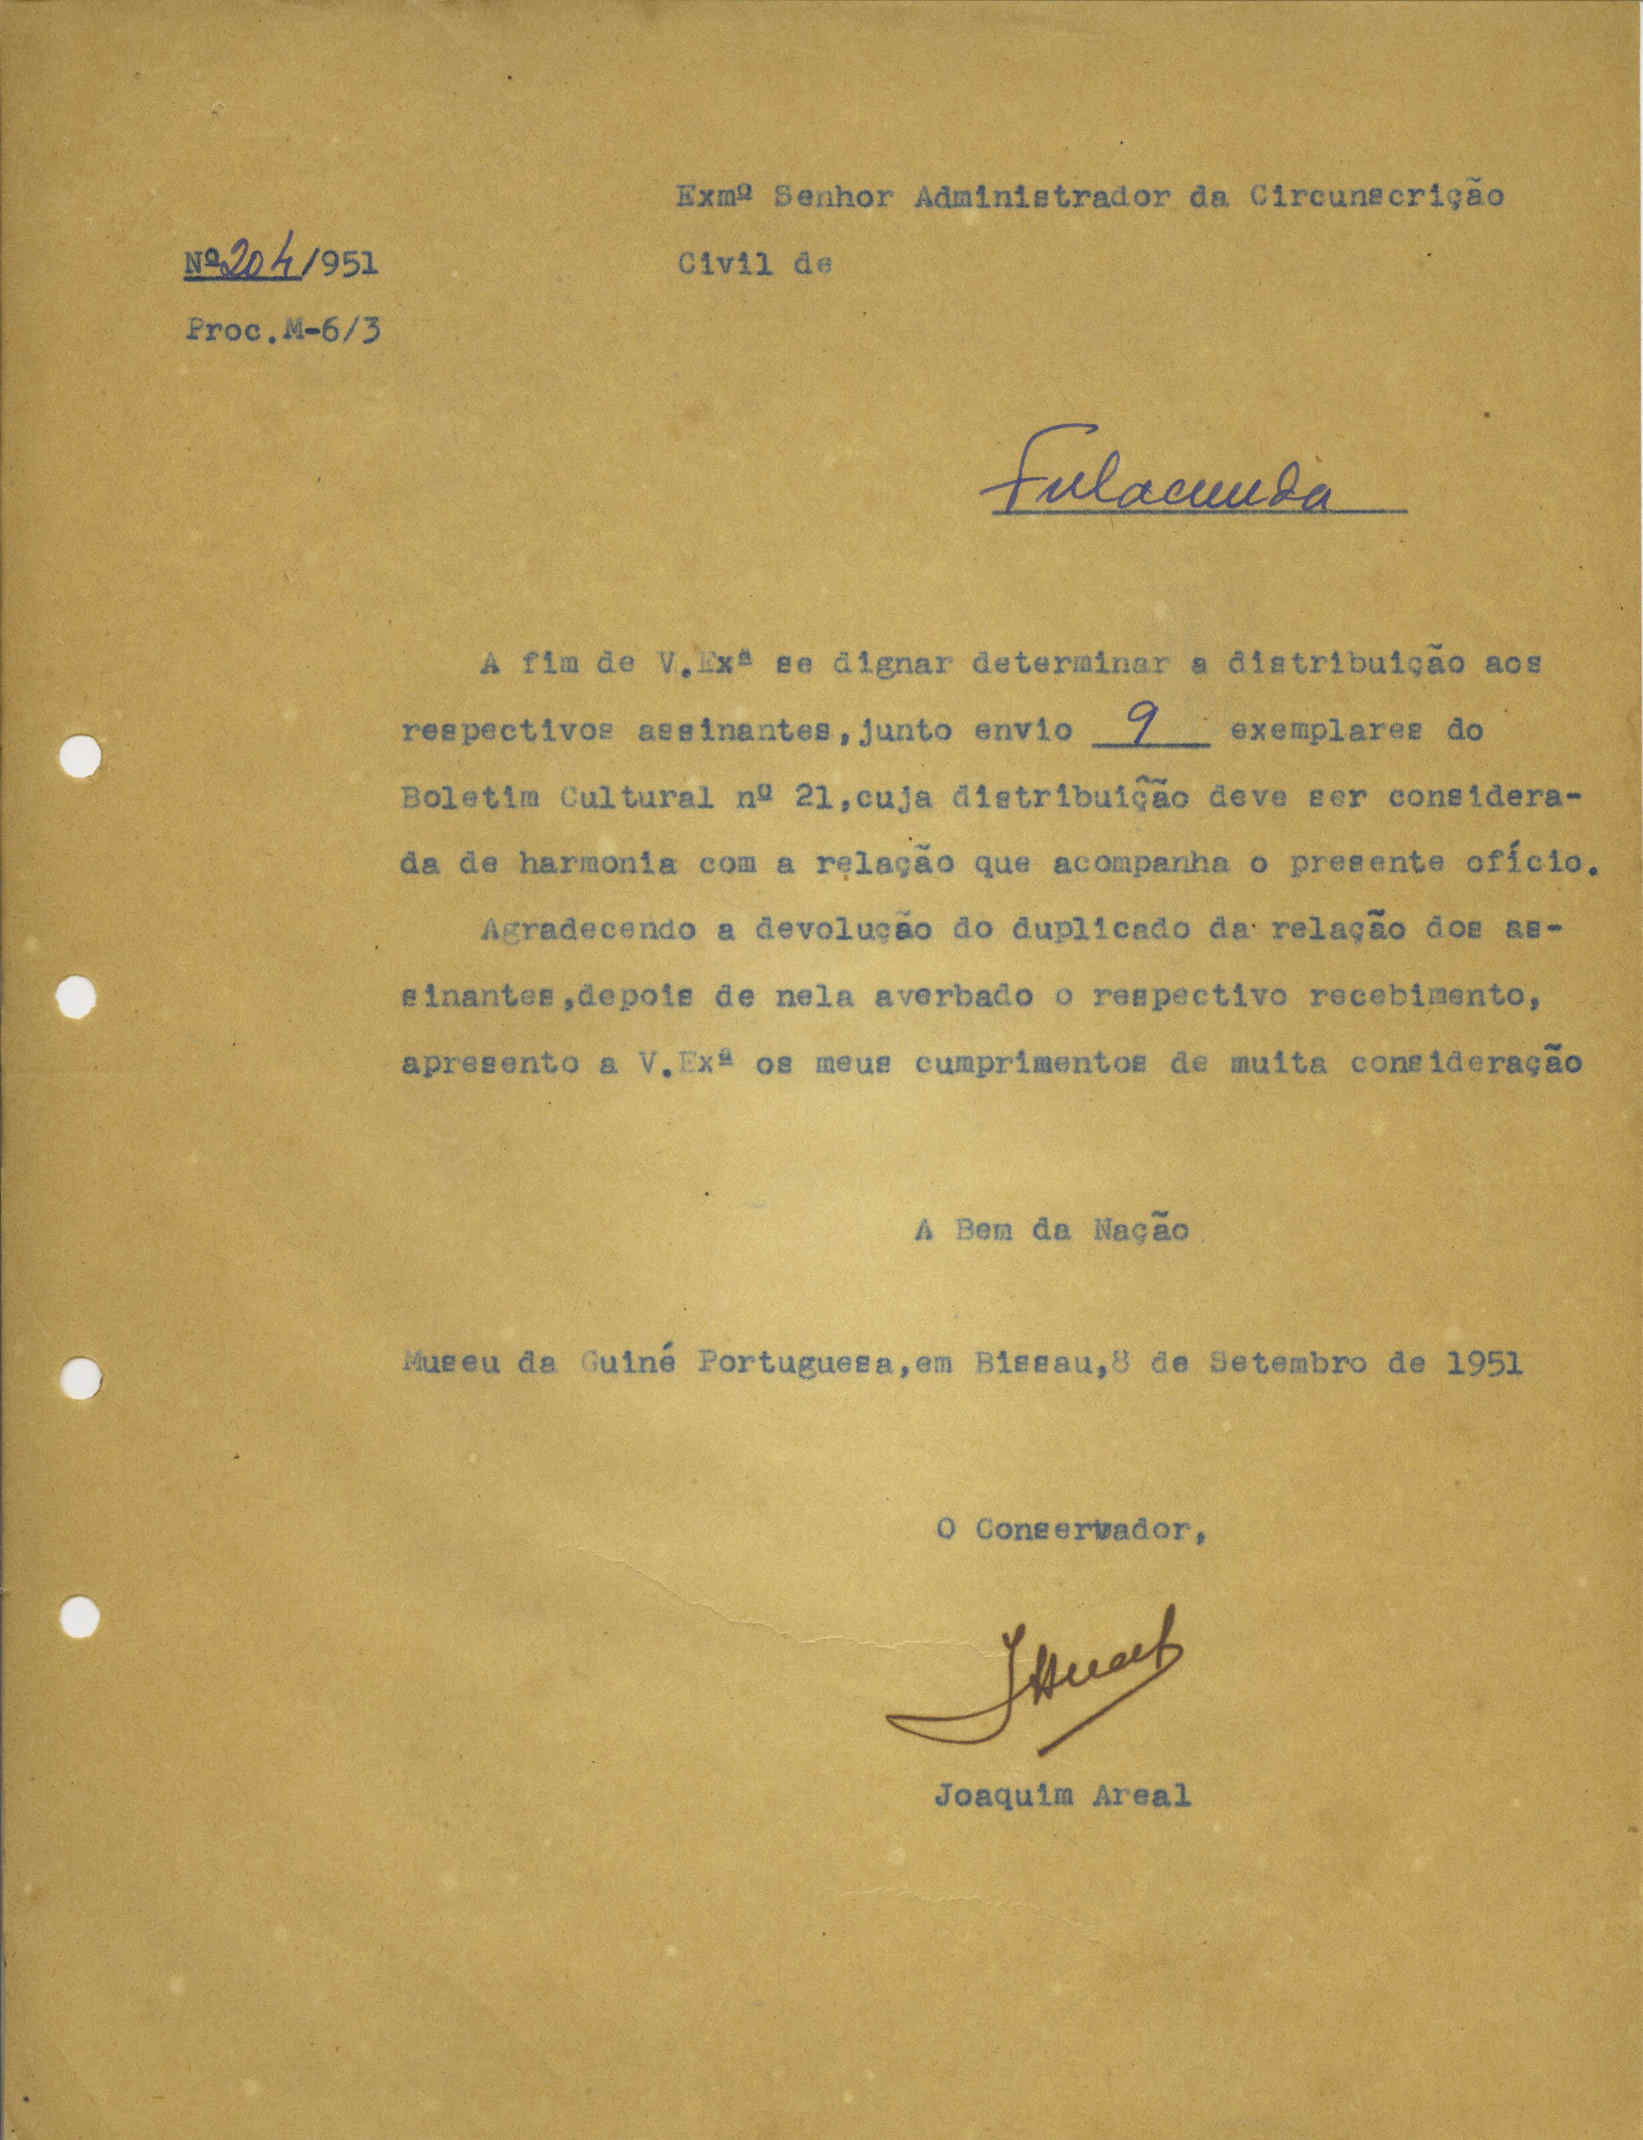 Exmº Senhor Administrador da Circunscrição
Nº 204/951
Civil de
Proc.M-6/3
Fulacunda
A fim de V.Exª se dignar determinar a distribuição aos
respectivos assinantes,junto envio 9 exemplares do
Boletim Cultural nº 21,cuja distribuição deve ser considera-
da de harmonia com a relação que acompanha o presente ofício.
Agradecendo a devolução do duplicado da relação dos as-
sinantes,depois de nela averbado o respectivo recebimento,
apresento a V.Exª os meus cumprimentos de muita consideração
A Bem da Nação
Museu da Guiné Portuguesa,em Bissau,8 de Setembro de 1951
O Conservador,
JAreal
Joaquim Areal